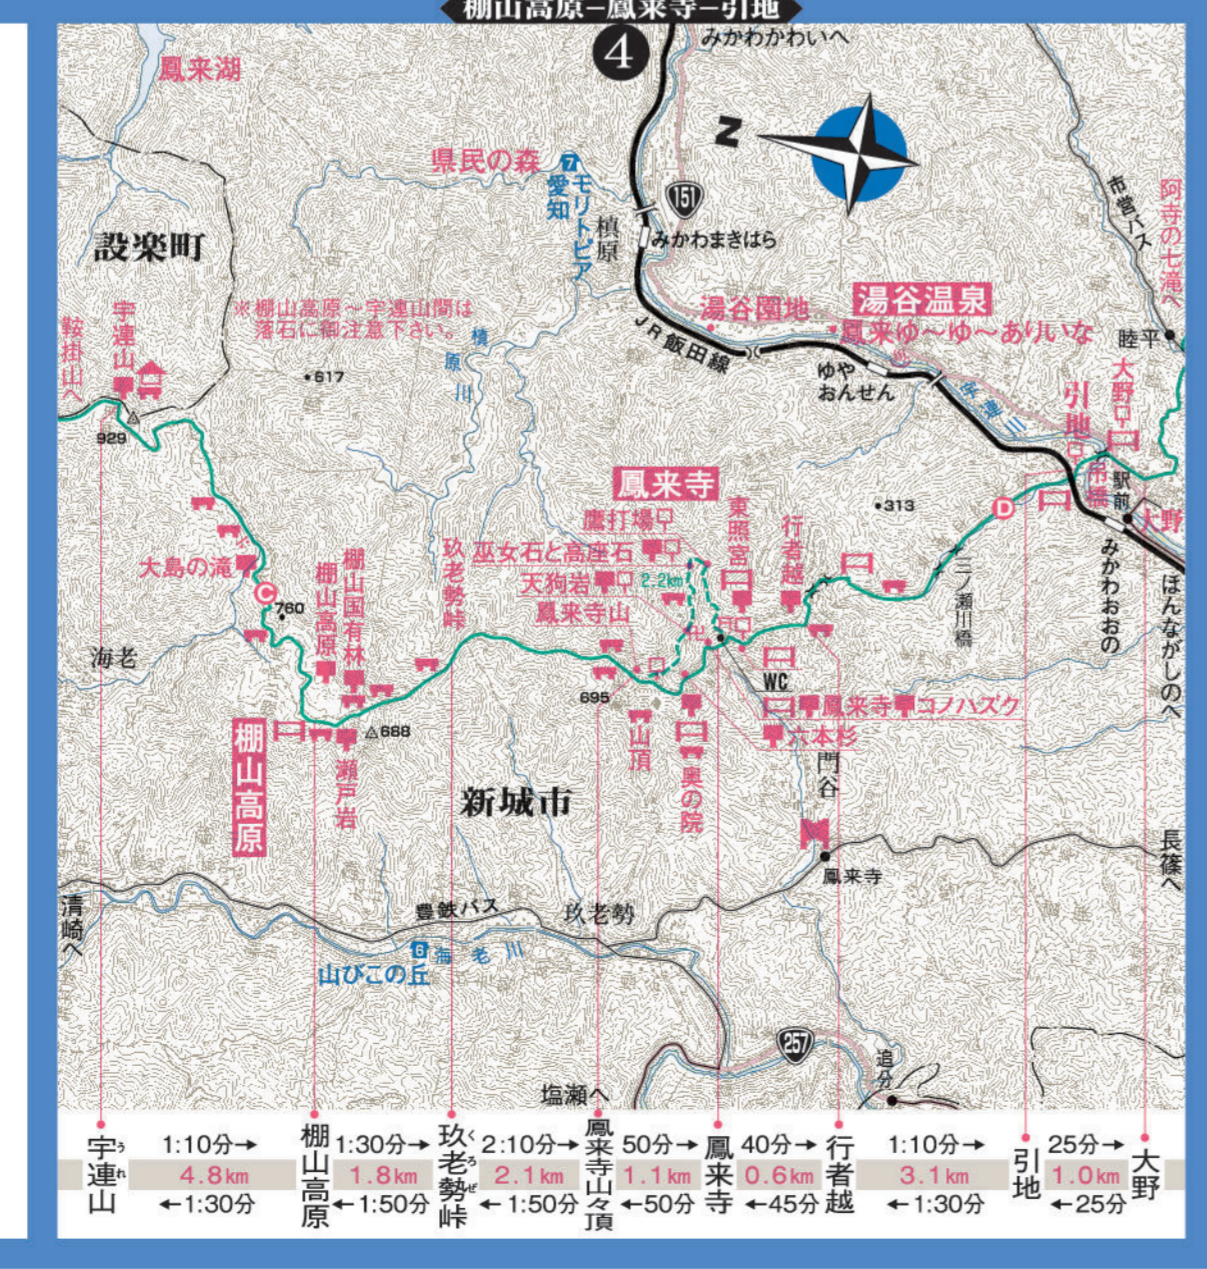 棚山高原−鳳来寺−引地
4
みかわかわいへ
鳳来湖
N
県民の森
7
モリトピア
愛知
151
槙原
みかわまきはら
市営バス
阿寺の七滝へ
設楽町
※棚山高原〜宇連山間は
落石に御注意下さい。
湯谷温泉
湯谷園地
鳳来ゆ〜ゆ〜ありいな
JR飯田線
睦平
宇連山
鞍掛山へ
槙原川
・617
ゆや
おんせん
大野
引地
929
鳳来寺
吊橋
駅前
・313
D
大野
鷹打場
東照宮
行者越
巫女石と高座石
玖老勢峠
天狗岩
2.2km
鳳来寺山
大島の滝
C
760
棚山国有林
棚山高原
三ノ瀬川橋
みかわおおの
ほんながしのへ
海老
695
WC
鳳来寺
コノハズク
六本杉
△688
山頂
奥の院
棚山高原
瀬戸岩
門谷
新城市
長篠へ
鳳来寺
清崎へ
豊鉄バス
玖老勢
6
海老川
山びこの丘
257
追分
塩瀬へ
宇連山
うれ
1:10分→
4.8km
←1:30分
棚山高原
1:30分→
1.8km
←1:50分
玖老勢峠
くろぜ
2:10分→
2.1km
←1:50分
鳳来寺山々頂
50分→
1.1km
←50分
鳳来寺
40分→
0.6km
←45分
行者越
1:10分→
3.1km
←1:30分
引地
25分→
1.0km
←25分
大野